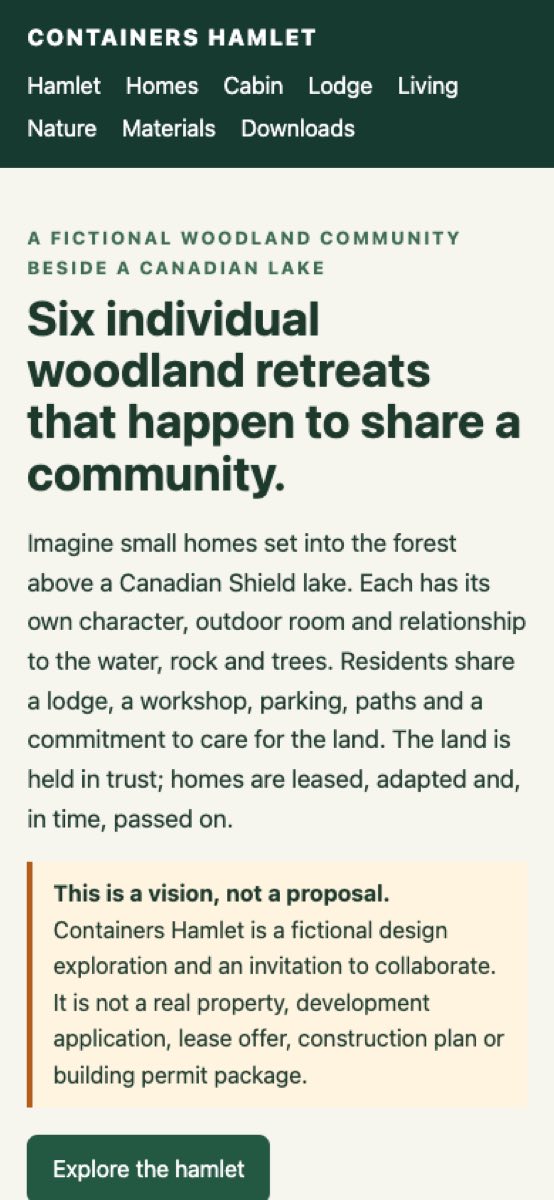 CONTAINERS HAMLET
Hamlet Homes Cabin Lodge Living
Nature Materials Downloads
A FICTIONAL WOODLAND COMMUNITY
BESIDE A CANADIAN LAKE
Six individual
woodland retreats
that happen to share a
community.
Imagine small homes set into the forest
above a Canadian Shield lake. Each has its
own character, outdoor room and relationship
to the water, rock and trees. Residents share
a lodge, a workshop, parking, paths and a
commitment to care for the land. The land is
held in trust; homes are leased, adapted and,
in time, passed on.
This is a vision, not a proposal.
Containers Hamlet is a fictional design
exploration and an invitation to collaborate.
It is not a real property, development
application, lease offer, construction plan or
building permit package.
Explore the hamlet